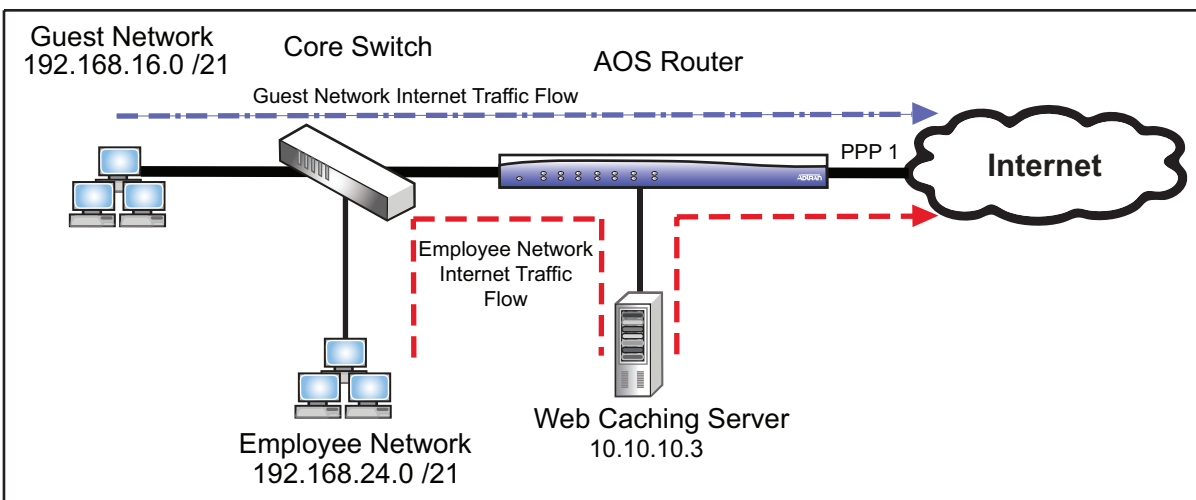 Guest Network
192.168.16.0 /21
Core Switch
AOS Router
Guest Network Internet Traffic Flow
PPP 1
Internet
ADTRAN
Employee Network
Internet Traffic
Flow
Employee Network
192.168.24.0 /21
Web Caching Server
10.10.10.3